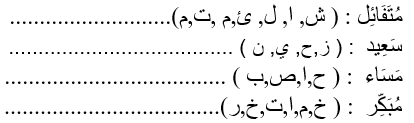 مُتَفَائِل : ( ش, ا, ل, ئ,م ,ت,م)...........................
سَعِيد : ( ز,ح, ي, ن ) .....................................
مَسَاء : ( ح,ا,ص,ب ) .....................................
مُبَكِّر : ( خ,م,ا,ت,خ,ر)....................................